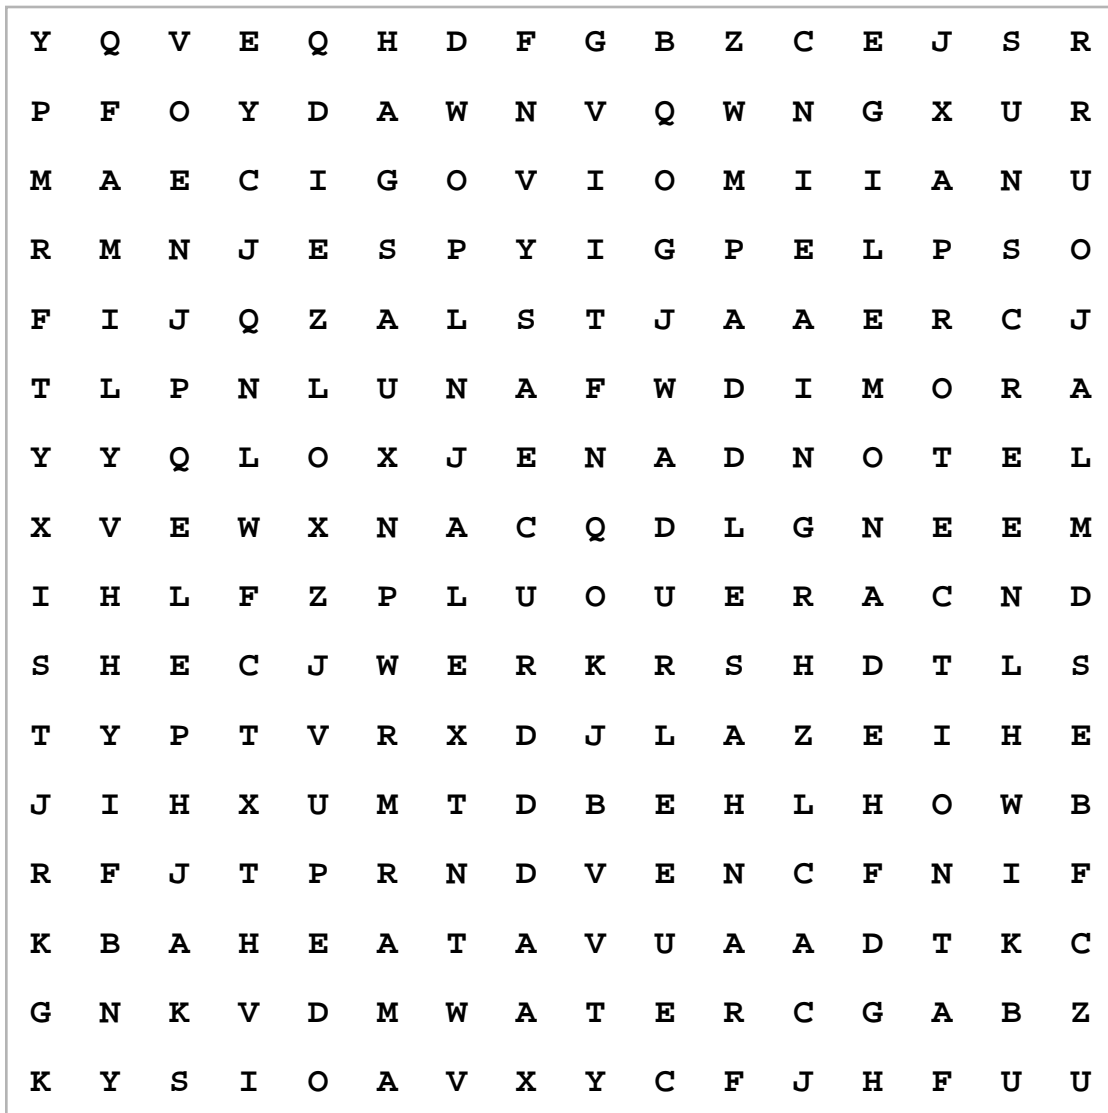 Y Q V E Q H D F G B Z C E J S R
P F O Y D A W N V Q W N G X U R
M A E C I G O V I O M I I A N U
R M N J E S P Y I G P E L P S O
F I J Q Z A L S T J A A E R C J
T L P N L U N A F W D I M O R A
Y Y Q L O X J E N A D N O T E L
X V E W X N A C Q D L G N E E M
I H L F Z P L U O U E R A C N D
S H E C J W E R K R S H D T L S
T Y P T V R X D J L A Z E I H E
J I H X U M T D B E H L H O W B
R F J T P R N D V E N C F N I F
K B A H E A T A V U A A D T K C
G N K V D M W A T E R C G A B Z
K Y S I O A V X Y C F J H F U U